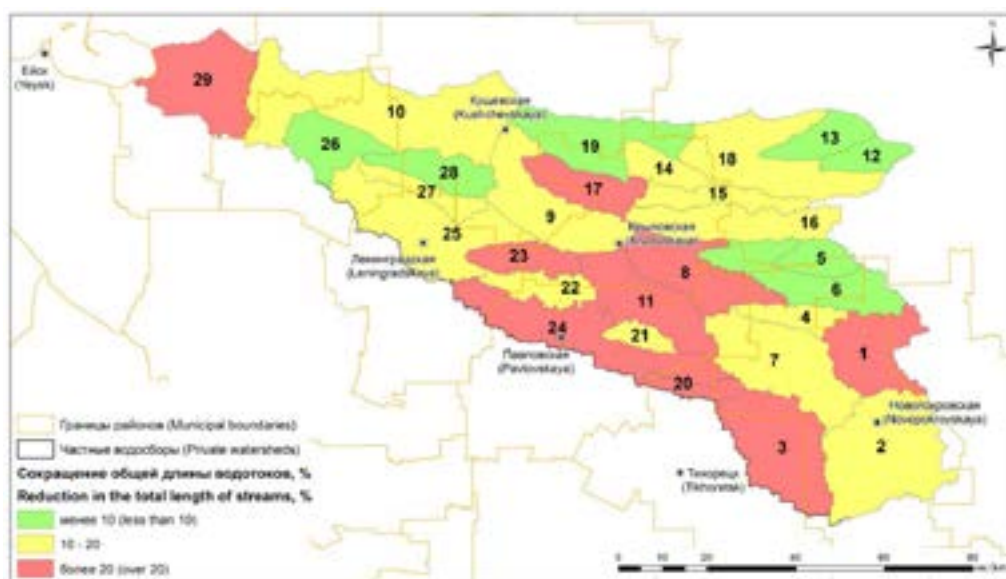 Ейск
(Yeysk)
29
10
Кущевская
(Kushchevskaya)
26
28
19
13
12
18
14
17
15
27
9
16
25
Ленинградская
(Leningradskaya)
Крыловская
23
8
5
6
22
11
4
24
21
1
Павловская
(Pavlovskaya)
7
20
Новопокровская
(Novopokrovskaya)
3
2
Тихорецк
(Tikhoretsk)
Границы районов (Municipal boundaries)
Частные водосборы (Private watersheds)
Сокращение общей длины водотоков, %
Reduction in the total length of streams, %
менее 10 (less than 10)
10 - 20
более 20 (over 20)
0 10 20 40 60 80